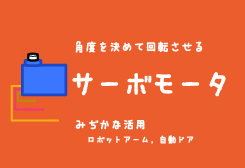 角度を決めて回転させる
サーボモータ
みぢかな活用
ロボットアーム，自動ドア